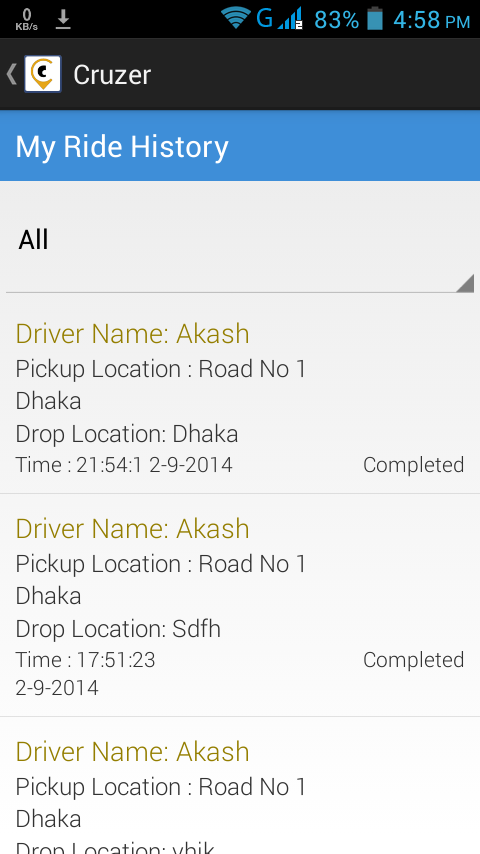 0
KB/s
G
2
83%
4:58 PM
Cruzer
My Ride History
All
Driver Name: Akash
Pickup Location : Road No 1
Dhaka
Drop Location: Dhaka
Time : 21:54:1 2-9-2014 Completed
Driver Name: Akash
Pickup Location : Road No 1
Dhaka
Drop Location: Sdfh
Time : 17:51:23 Completed
2-9-2014
Driver Name: Akash
Pickup Location : Road No 1
Dhaka
Drop Location: